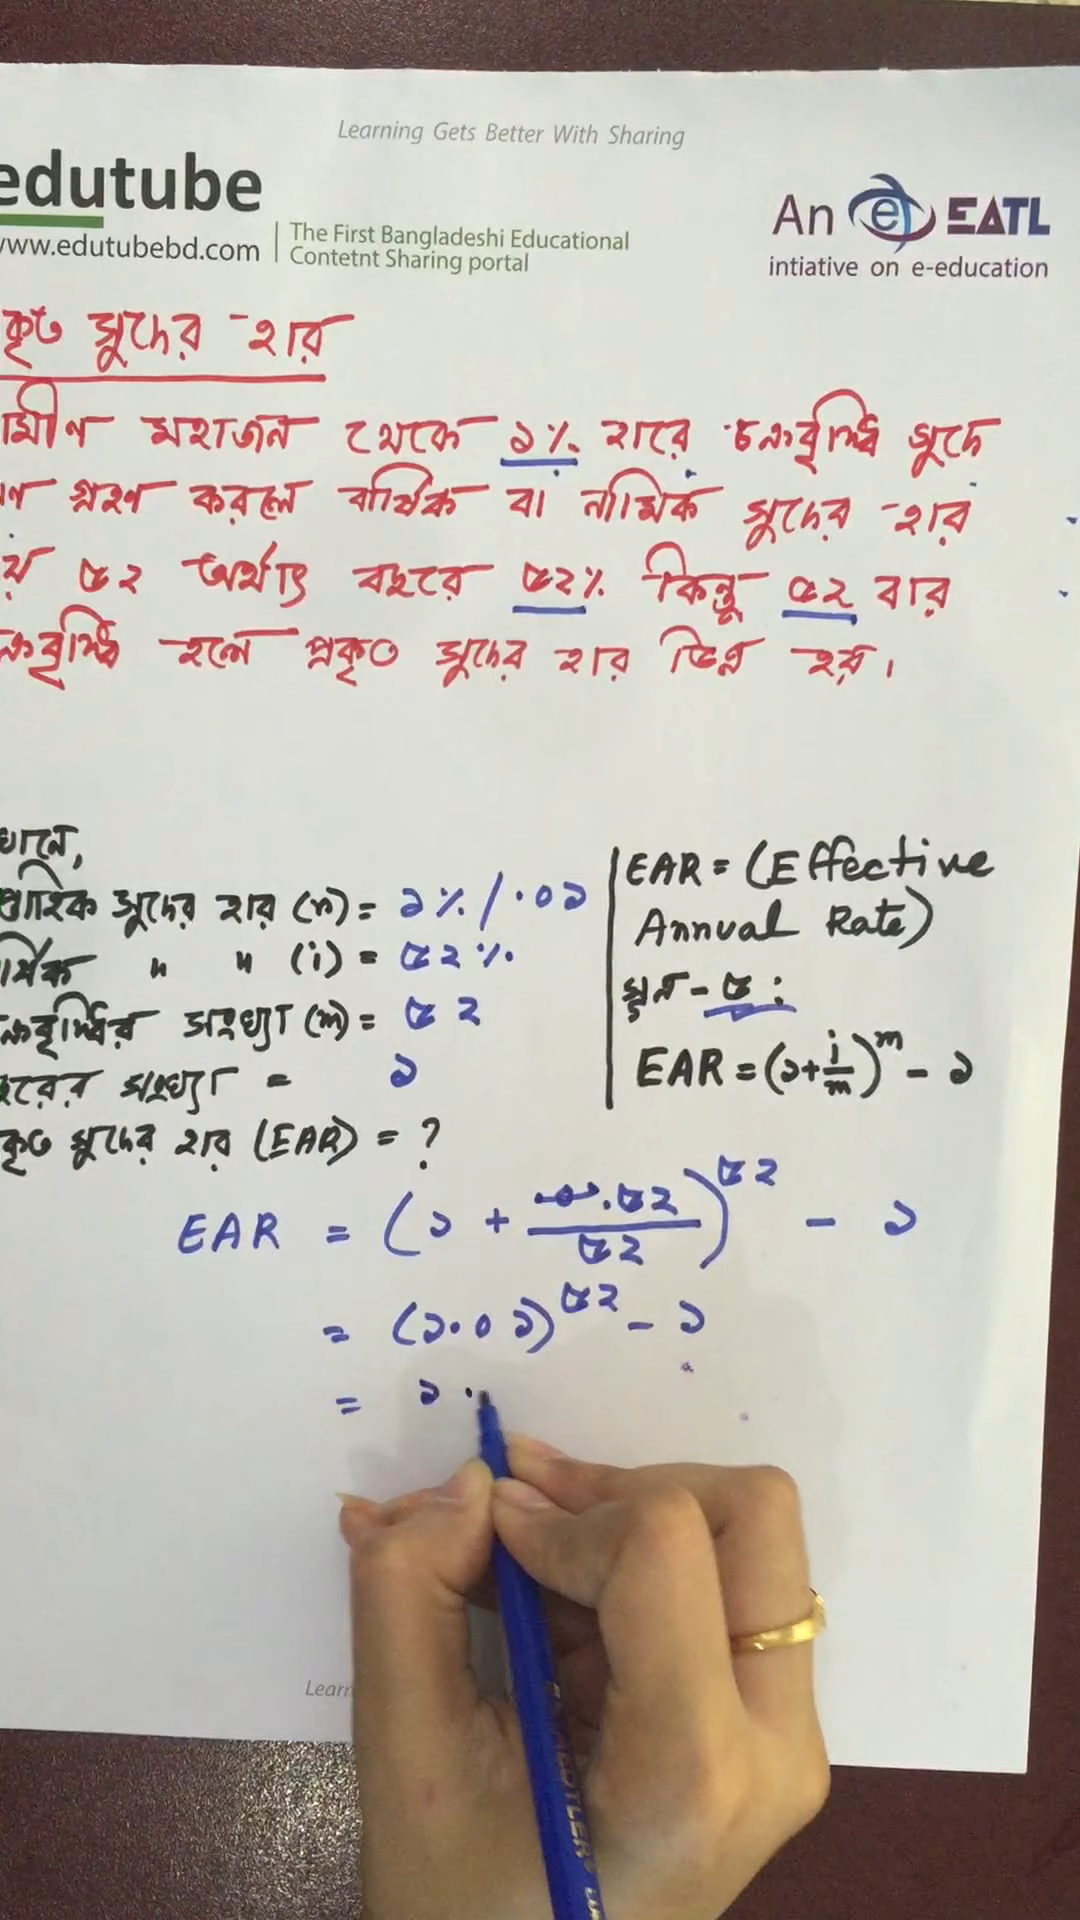 Learning Gets Better With Sharing
edutube
www.edutubebd.com
The First Bangladeshi Educational
Contetnt Sharing portal
An EATL
intiative on e-education
কৃত সুদের হার
মীণ মহাজন থেকে ১% হারে চক্রবৃদ্ধি সুদে
ণ গ্রহণ করলে বার্ষিক বা নামিক সুদের হার
য় ৫২ অর্থাৎ বছরে ৫২% কিন্তু ৫২ বার
ক্রবৃদ্ধি হলে প্রকৃত সুদের হার ভিন্ন হয়।
খানে,
প্তাহিক সুদের হার (n) = ১% / .০১
র্ষিক " " (i) = ৫২%
ক্রবৃদ্ধির সংখ্যা (m) = ৫২
ছরের সংখ্যা = ১
কৃত সুদের হার (EAR) = ?
EAR = (Effective
Annual Rate)
সূত্র - ৫ :
EAR = (১+i/m)^m - ১
EAR = (১ + .৫২/৫২)^৫২ - ১
= (১.০১)^৫২ - ১
= ১.
Learn